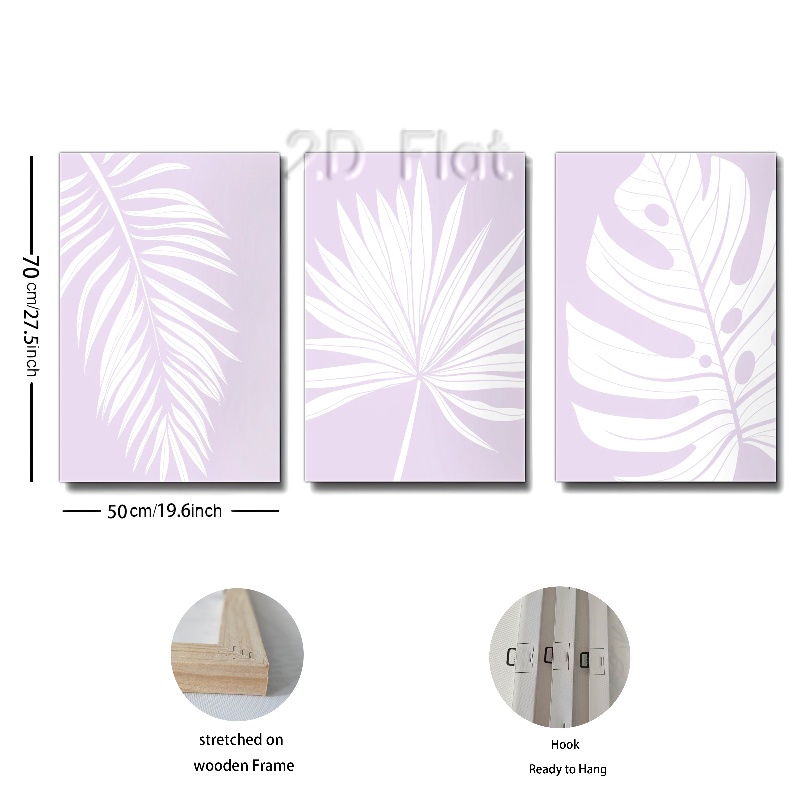 2D Flat
70 cm/27.5inch
50cm/19.6inch
stretched on
wooden Frame
Hook
Ready to Hang